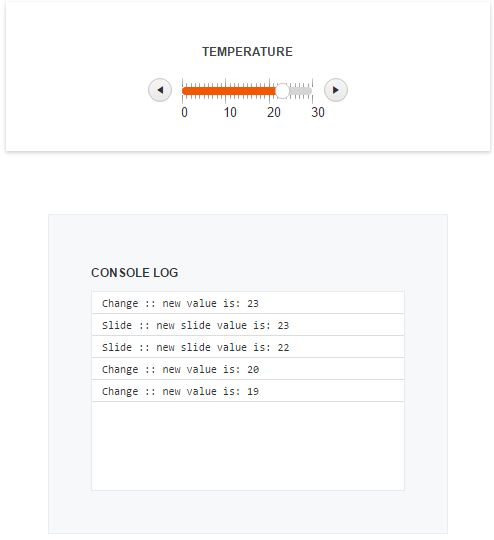 TEMPERATURE
0 10 20 30
CONSOLE LOG
Change :: new value is: 23
Slide :: new slide value is: 23
Slide :: new slide value is: 22
Change :: new value is: 20
Change :: new value is: 19